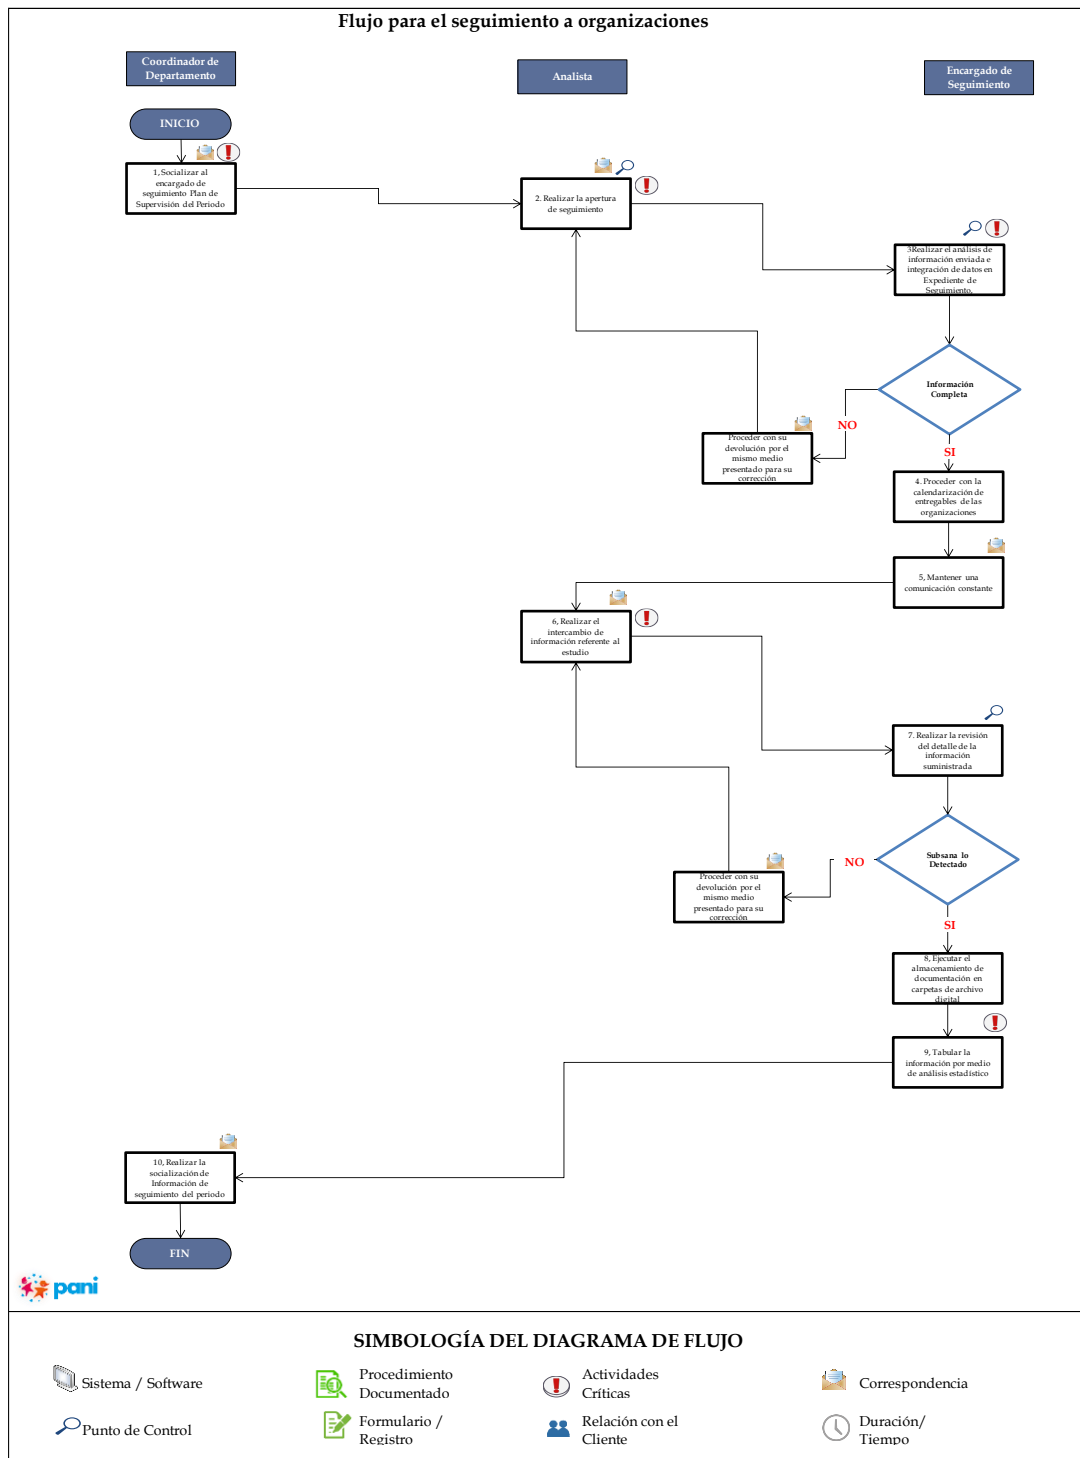 Flujo para el seguimiento a organizaciones
Coordinador de
Departamento
Analista
Encargado de
Seguimiento
INICIO
1, Socializar al
encargado de
seguimiento Plan de
Supervisión del Periodo
2. Realizar la apertura
de seguimiento
3Realizar el análisis de
información enviada e
integración de datos en
Expediente de
Seguimiento,
Información
Completa
NO
SI
Proceder con su
devolución por el
mismo medio
presentado para su
corrección
4. Proceder con la
calendarización de
entregables de las
organizaciones
5, Mantener una
comunicación constante
6, Realizar el
intercambio de
información referente al
estudio
7. Realizar la revisión
del detalle de la
información
suministrada
Subsana lo
Detectado
NO
SI
Proceder con su
devolución por el
mismo medio
presentado para su
corrección
8, Ejecutar el
almacenamiento de
documentación en
carpetas de archivo
digital
9, Tabular la
información por medio
de análisis estadístico
10, Realizar la
socialización de
Información de
seguimiento del periodo
FIN
pani
SIMBOLOGÍA DEL DIAGRAMA DE FLUJO
Sistema / Software
Procedimiento
Documentado
Actividades
Críticas
Correspondencia
Punto de Control
Formulario /
Registro
Relación con el
Cliente
Duración/
Tiempo